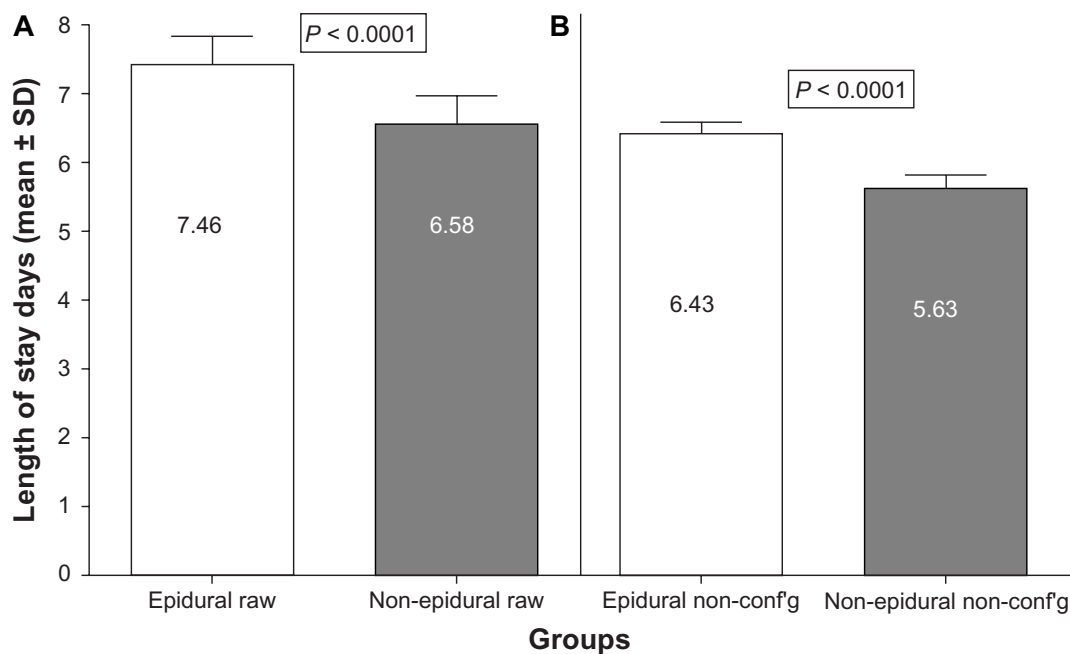 A
P < 0.0001
B
P < 0.0001
Length of stay days (mean ± SD)
8
7
6
5
4
3
2
1
0
7.46
6.58
6.43
5.63
Epidural raw
Non-epidural raw
Epidural non-conf'g
Non-epidural non-conf'g
Groups